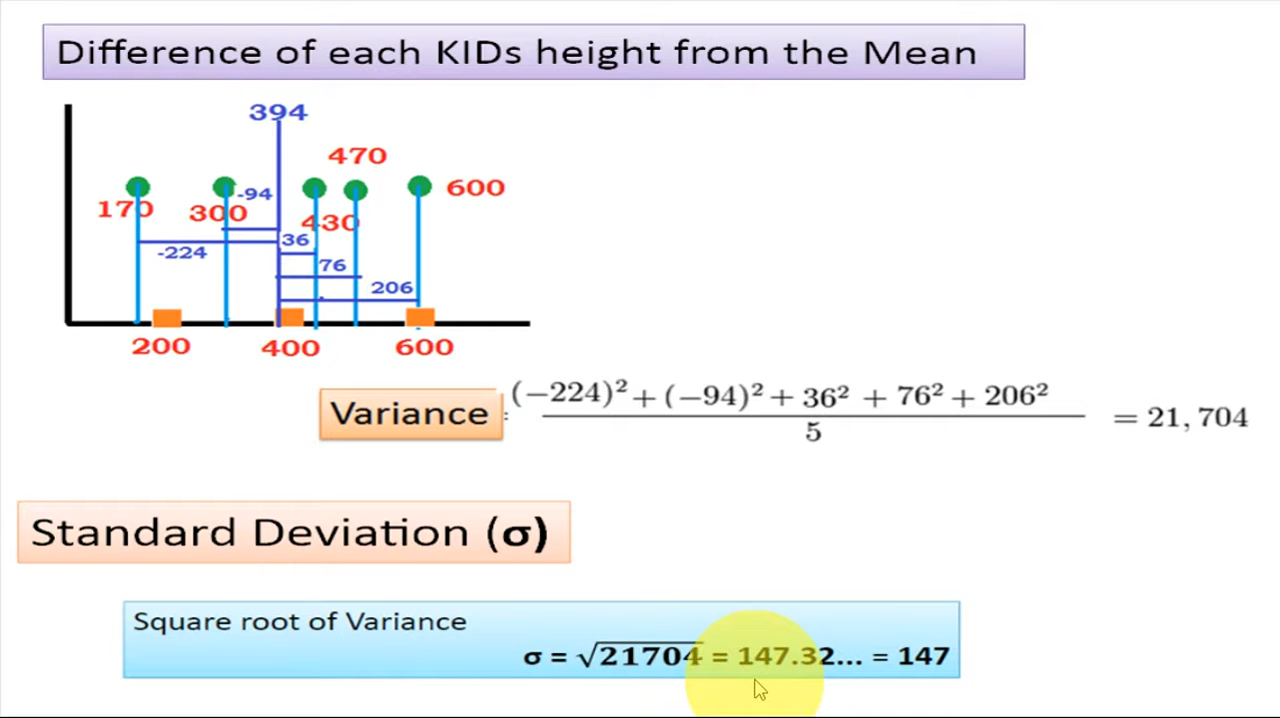 Difference of each KIDs height from the Mean
394
470
600
170
300
-94
430
36
-224
76
206
200
400
600
Variance = (−224)² + (−94)² + 36² + 76² + 206²
5
= 21, 704
Standard Deviation (σ)
Square root of Variance
σ = √21704 = 147.32... = 147